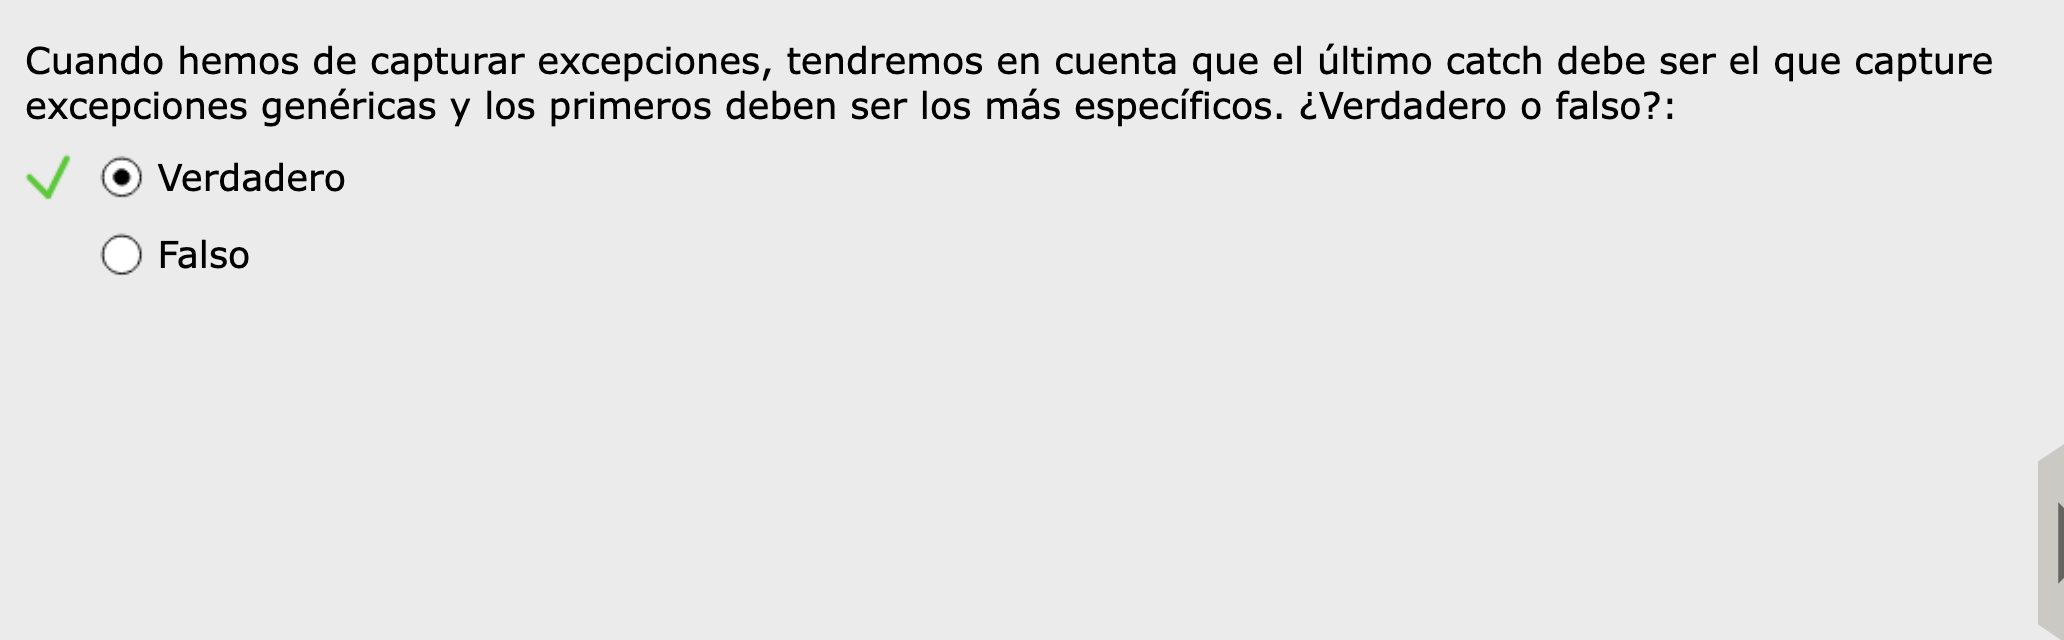 Cuando hemos de capturar excepciones, tendremos en cuenta que el último catch debe ser el que capture
excepciones genéricas y los primeros deben ser los más específicos. ¿Verdadero o falso?:
Verdadero
Falso